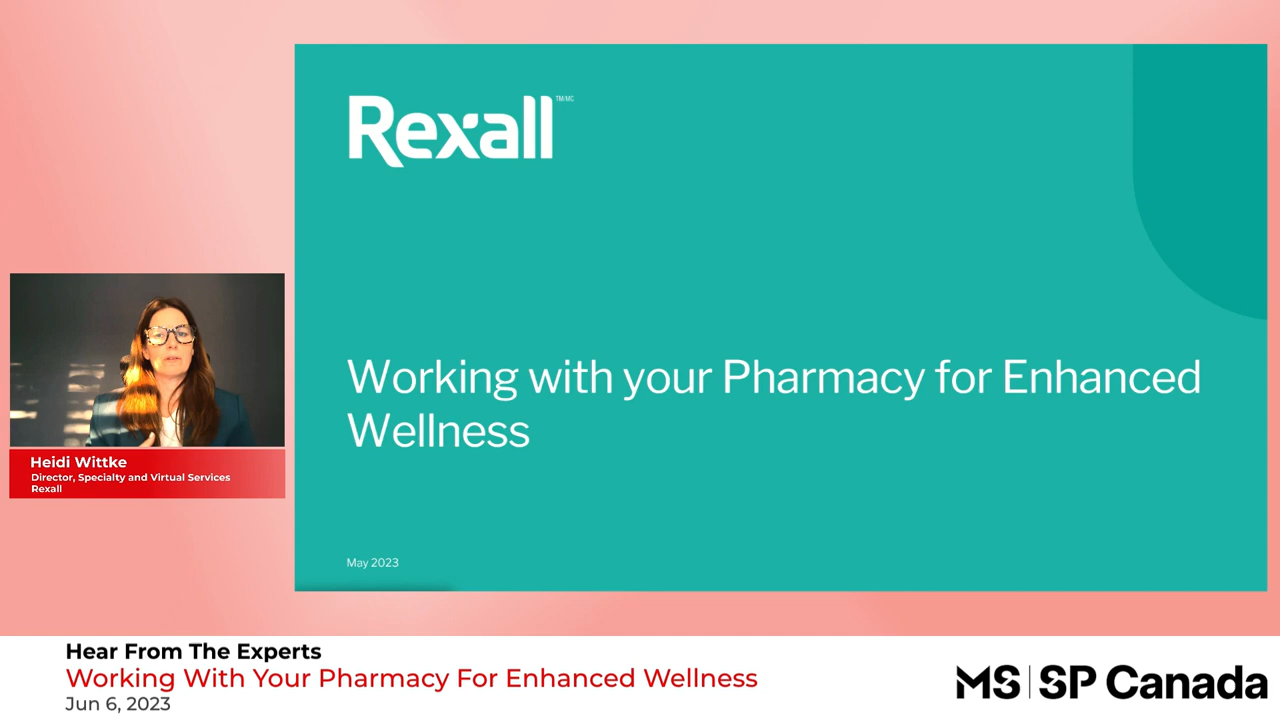 Rexall TM/MC
Working with your Pharmacy for Enhanced
Wellness
May 2023
Heidi Wittke
Director, Specialty and Virtual Services
Rexall
Hear From The Experts
Working With Your Pharmacy For Enhanced Wellness
Jun 6, 2023
MS SP Canada